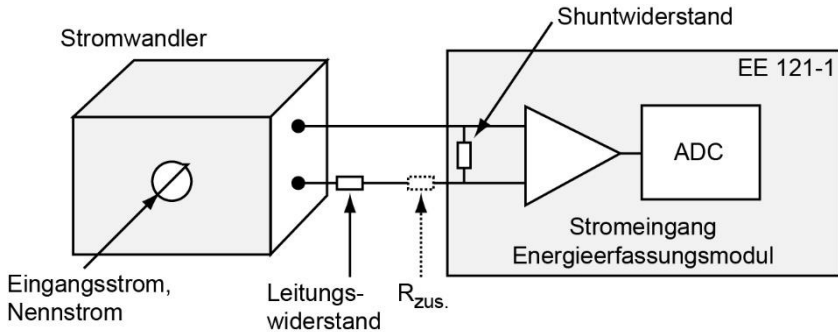 Shuntwiderstand
Stromwandler
EE 121-1
ADC
Stromeingang
Energieerfassungsmodul
Eingangsstrom,
Nennstrom
Leitungs-
widerstand
Rzus.